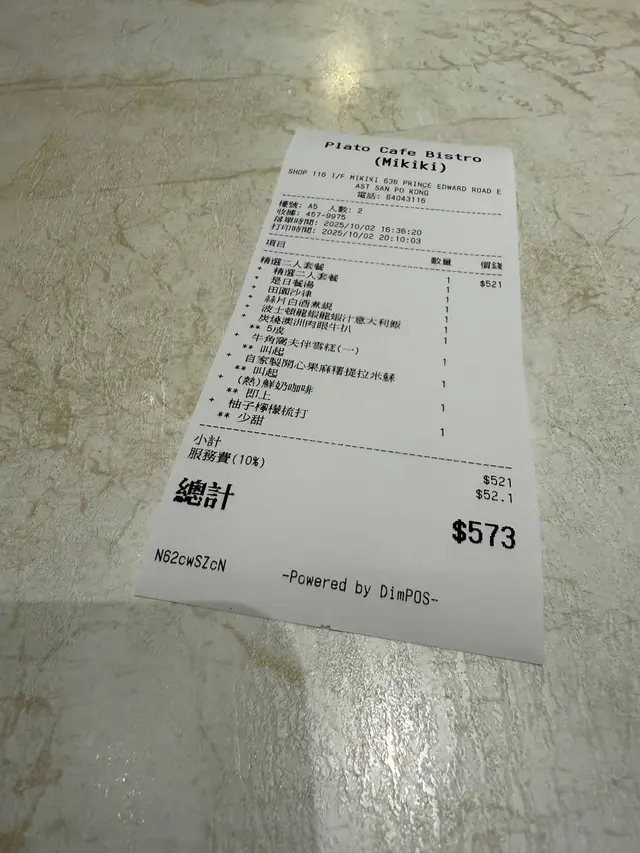 Plato Cafe Bistro
(Mikiki)
SHOP 116 1/F MIKIKI 638 PRINCE EDWARD ROAD E
AST SAN PO KONG
電話: 84043116
檯號: A5 人數: 2
收據: 457-9975
落單時間: 2025/10/02 16:36:20
打印時間: 2025/10/02 20:10:03
項目 數量 價錢
精選二人套餐 1 $521
+ 精選二人套餐 1
+ 是日餐湯 1
+ 田園沙律 1
+ 絲丹白酒煮蜆 1
+ 波士頓龍蝦龍蝦汁意大利飯 1
+ 炭燒澳洲肉眼牛扒 1
** 5成
+ 牛角窩夫伴雪糕(一) 1
** 叫起
+ 自家製開心果麻糬提拉米蘇 1
** 叫起
+ (熱)鮮奶咖啡 1
** 即上
+ 柚子檸檬梳打 1
** 少甜
小計 $521
服務費(10%) $52.1
總計 $573
N62cwSZcN
-Powered by DimPOS-